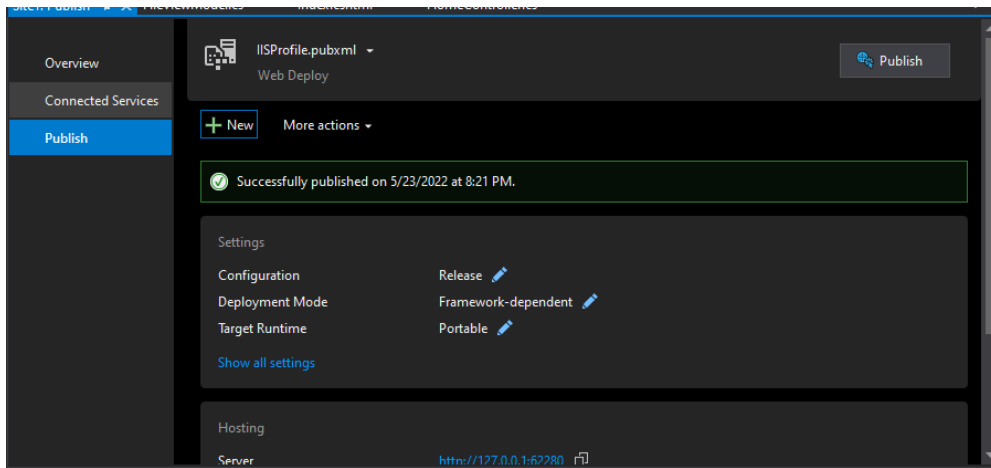 Site1: Publish
IISProfile.pubxml
Web Deploy
Publish
Overview
Connected Services
Publish
New
More actions
Successfully published on 5/23/2022 at 8:21 PM.
Settings
Configuration Release
Deployment Mode Framework-dependent
Target Runtime Portable
Show all settings
Hosting
Server http://127.0.0.1:62280